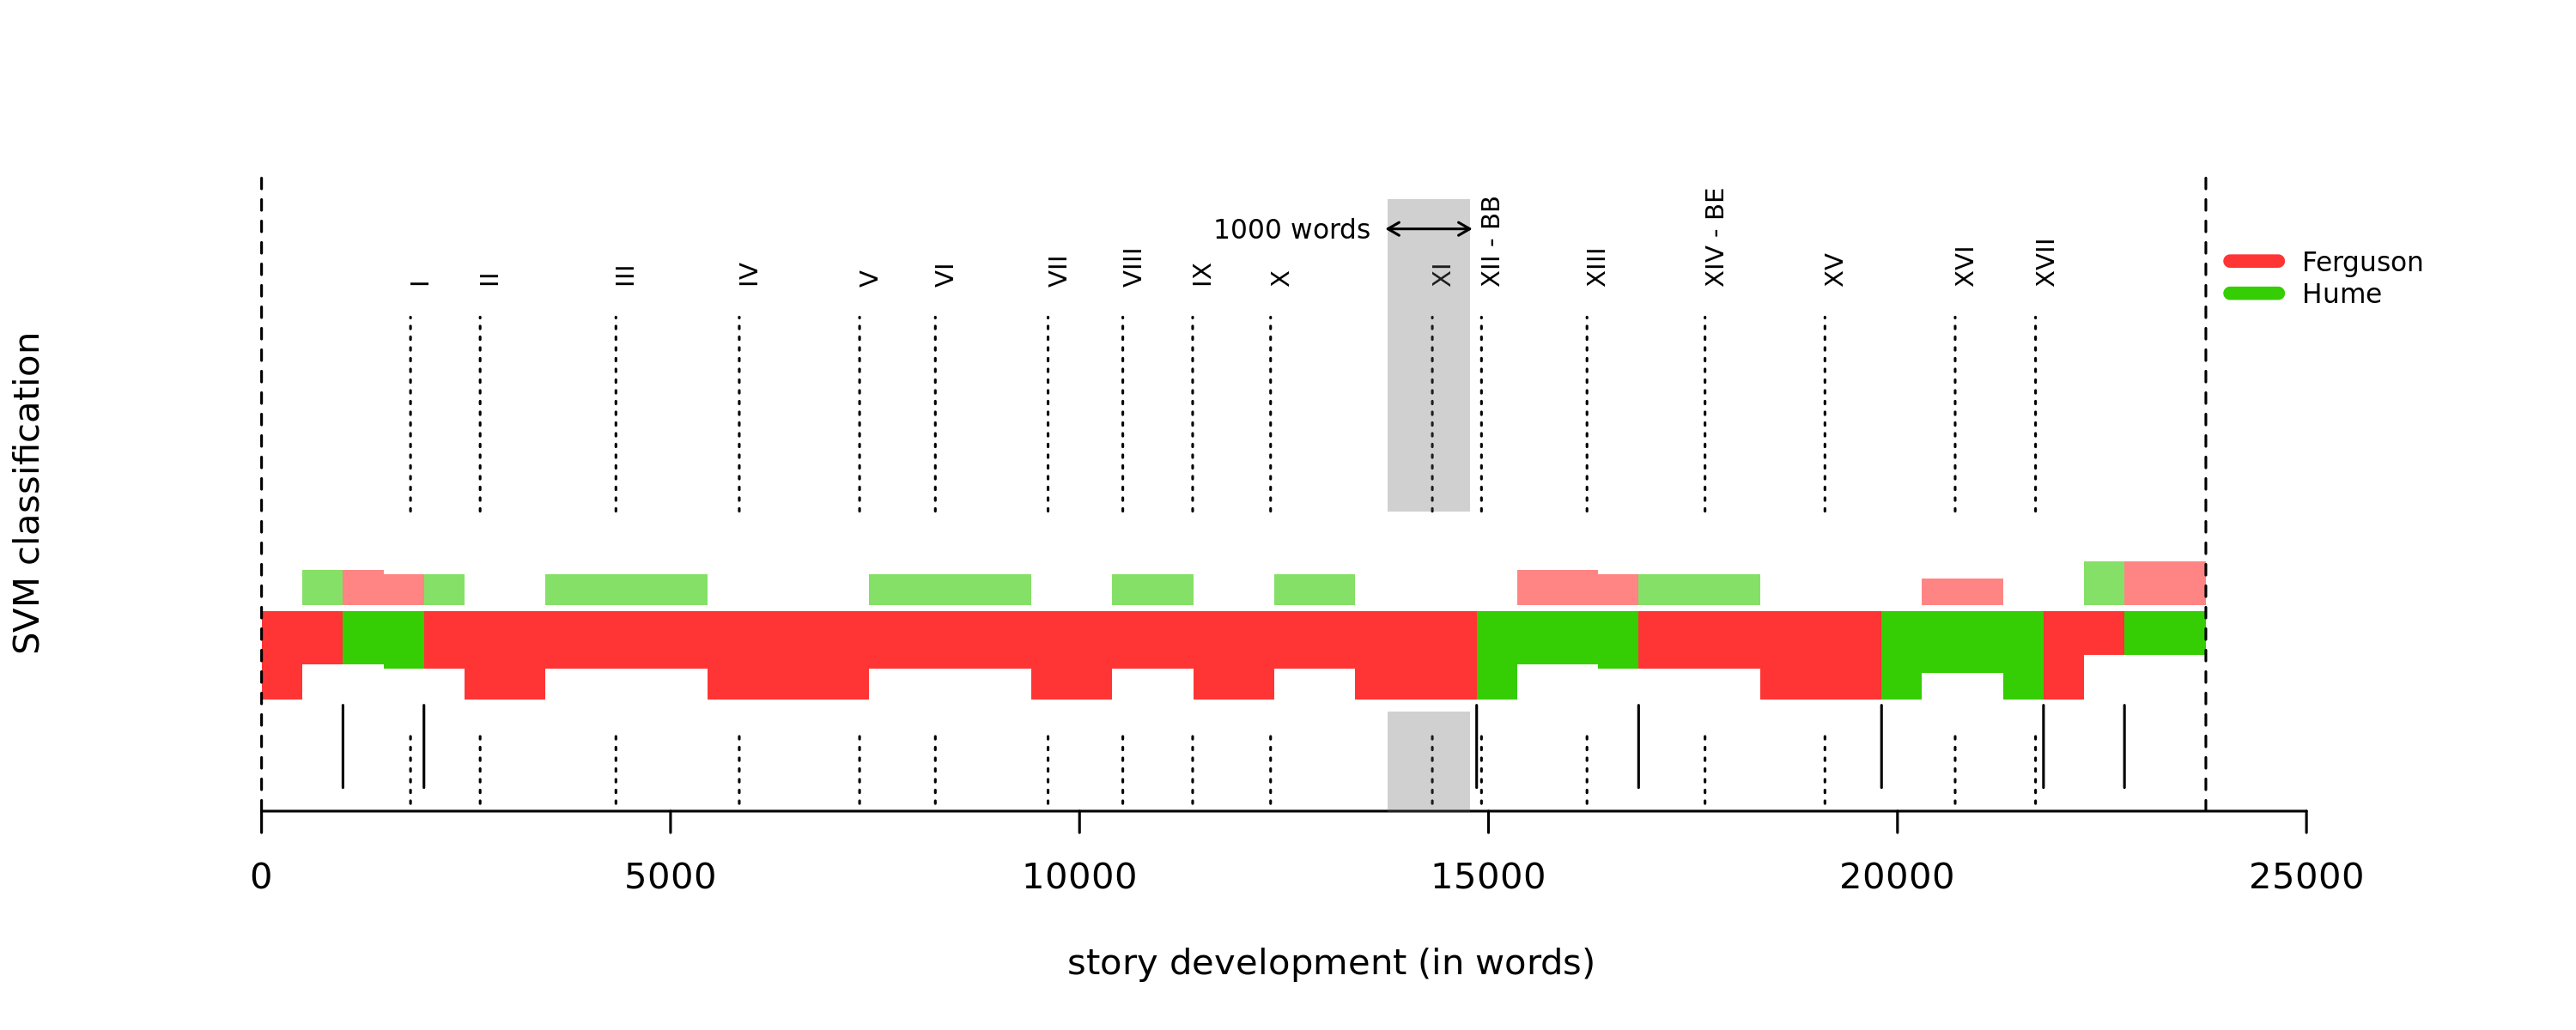 1000 words
I
II
III
IV
V
VI
VII
VIII
IX
X
XI
XII - BB
XIII
XIV - BE
XV
XVI
XVII
Ferguson
Hume
SVM classification
0
5000
10000
15000
20000
25000
story development (in words)